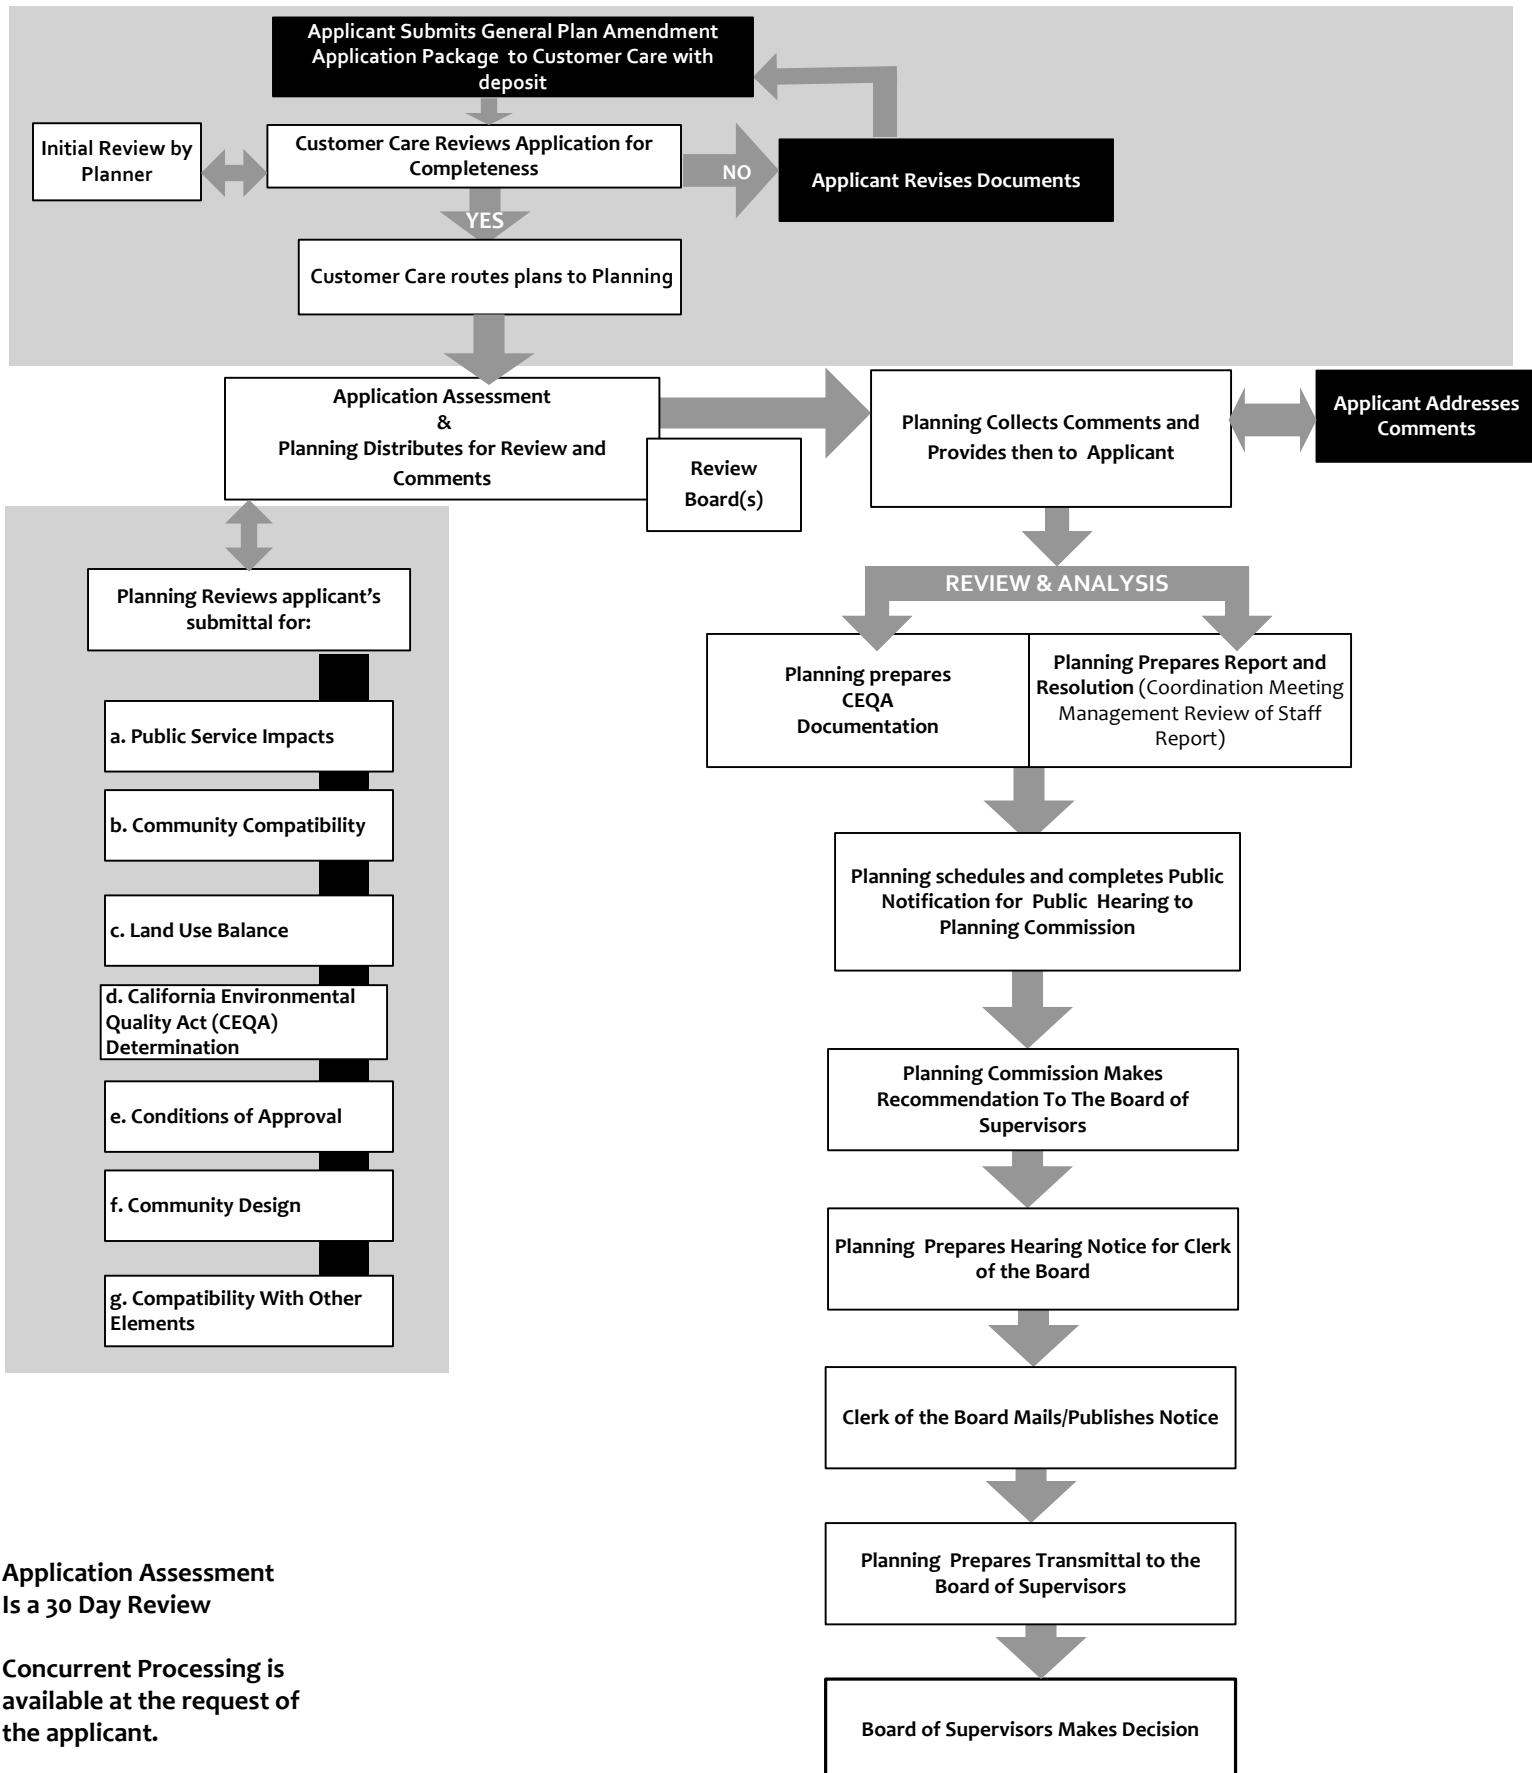 Applicant Submits General Plan Amendment
Application Package to Customer Care with
deposit
Initial Review by
Planner
Customer Care Reviews Application for
Completeness
NO
Applicant Revises Documents
YES
Customer Care routes plans to Planning
Application Assessment
&
Planning Distributes for Review and
Comments
Review
Board(s)
Planning Collects Comments and
Provides then to Applicant
Applicant Addresses
Comments
Planning Reviews applicant’s
submittal for:
a. Public Service Impacts
b. Community Compatibility
c. Land Use Balance
d. California Environmental
Quality Act (CEQA)
Determination
e. Conditions of Approval
f. Community Design
g. Compatibility With Other
Elements
REVIEW & ANALYSIS
Planning prepares
CEQA
Documentation
Planning Prepares Report and
Resolution (Coordination Meeting
Management Review of Staff
Report)
Planning schedules and completes Public
Notification for Public Hearing to
Planning Commission
Planning Commission Makes
Recommendation To The Board of
Supervisors
Planning Prepares Hearing Notice for Clerk
of the Board
Clerk of the Board Mails/Publishes Notice
Planning Prepares Transmittal to the
Board of Supervisors
Board of Supervisors Makes Decision
Application Assessment
Is a 30 Day Review
Concurrent Processing is
available at the request of
the applicant.